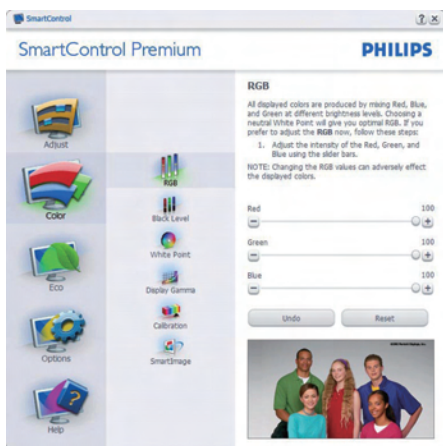 SmartControl
SmartControl Premium
PHILIPS
Adjust
Color
Eco
Options
Help
RGB
Black Level
White Point
Display Gamma
Calibration
SmartImage
RGB
All displayed colors are produced by mixing Red, Blue,
and Green at different brightness levels. Choosing a
neutral White Point will give you optimal RGB. If you
prefer to adjust the RGB now, follow these steps:
1. Adjust the intensity of the Red, Green, and
Blue using the slider bars.
NOTE: Changing the RGB values can adversely effect
the displayed colors.
Red 100
Green 100
Blue 100
Undo Reset